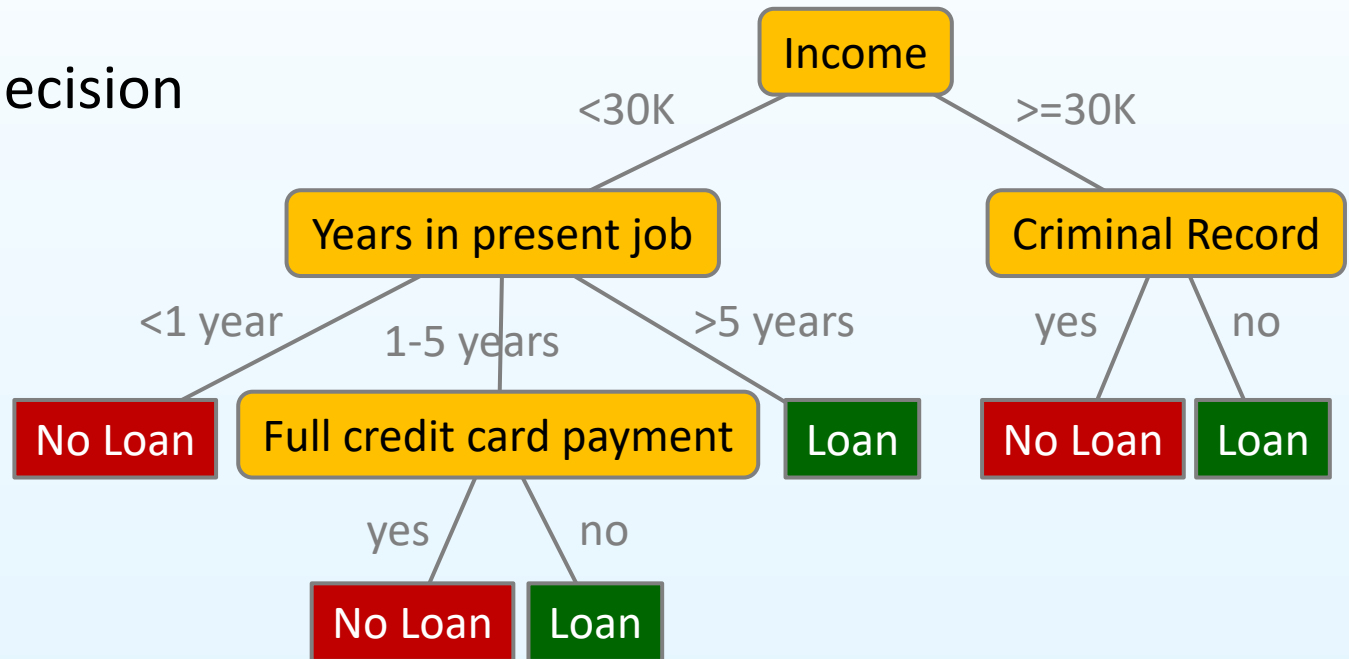 Income
ecision
<30K
>=30K
Years in present job
Criminal Record
<1 year
1-5 years
>5 years
yes
no
No Loan
Full credit card payment
Loan
No Loan
Loan
yes
no
No Loan
Loan